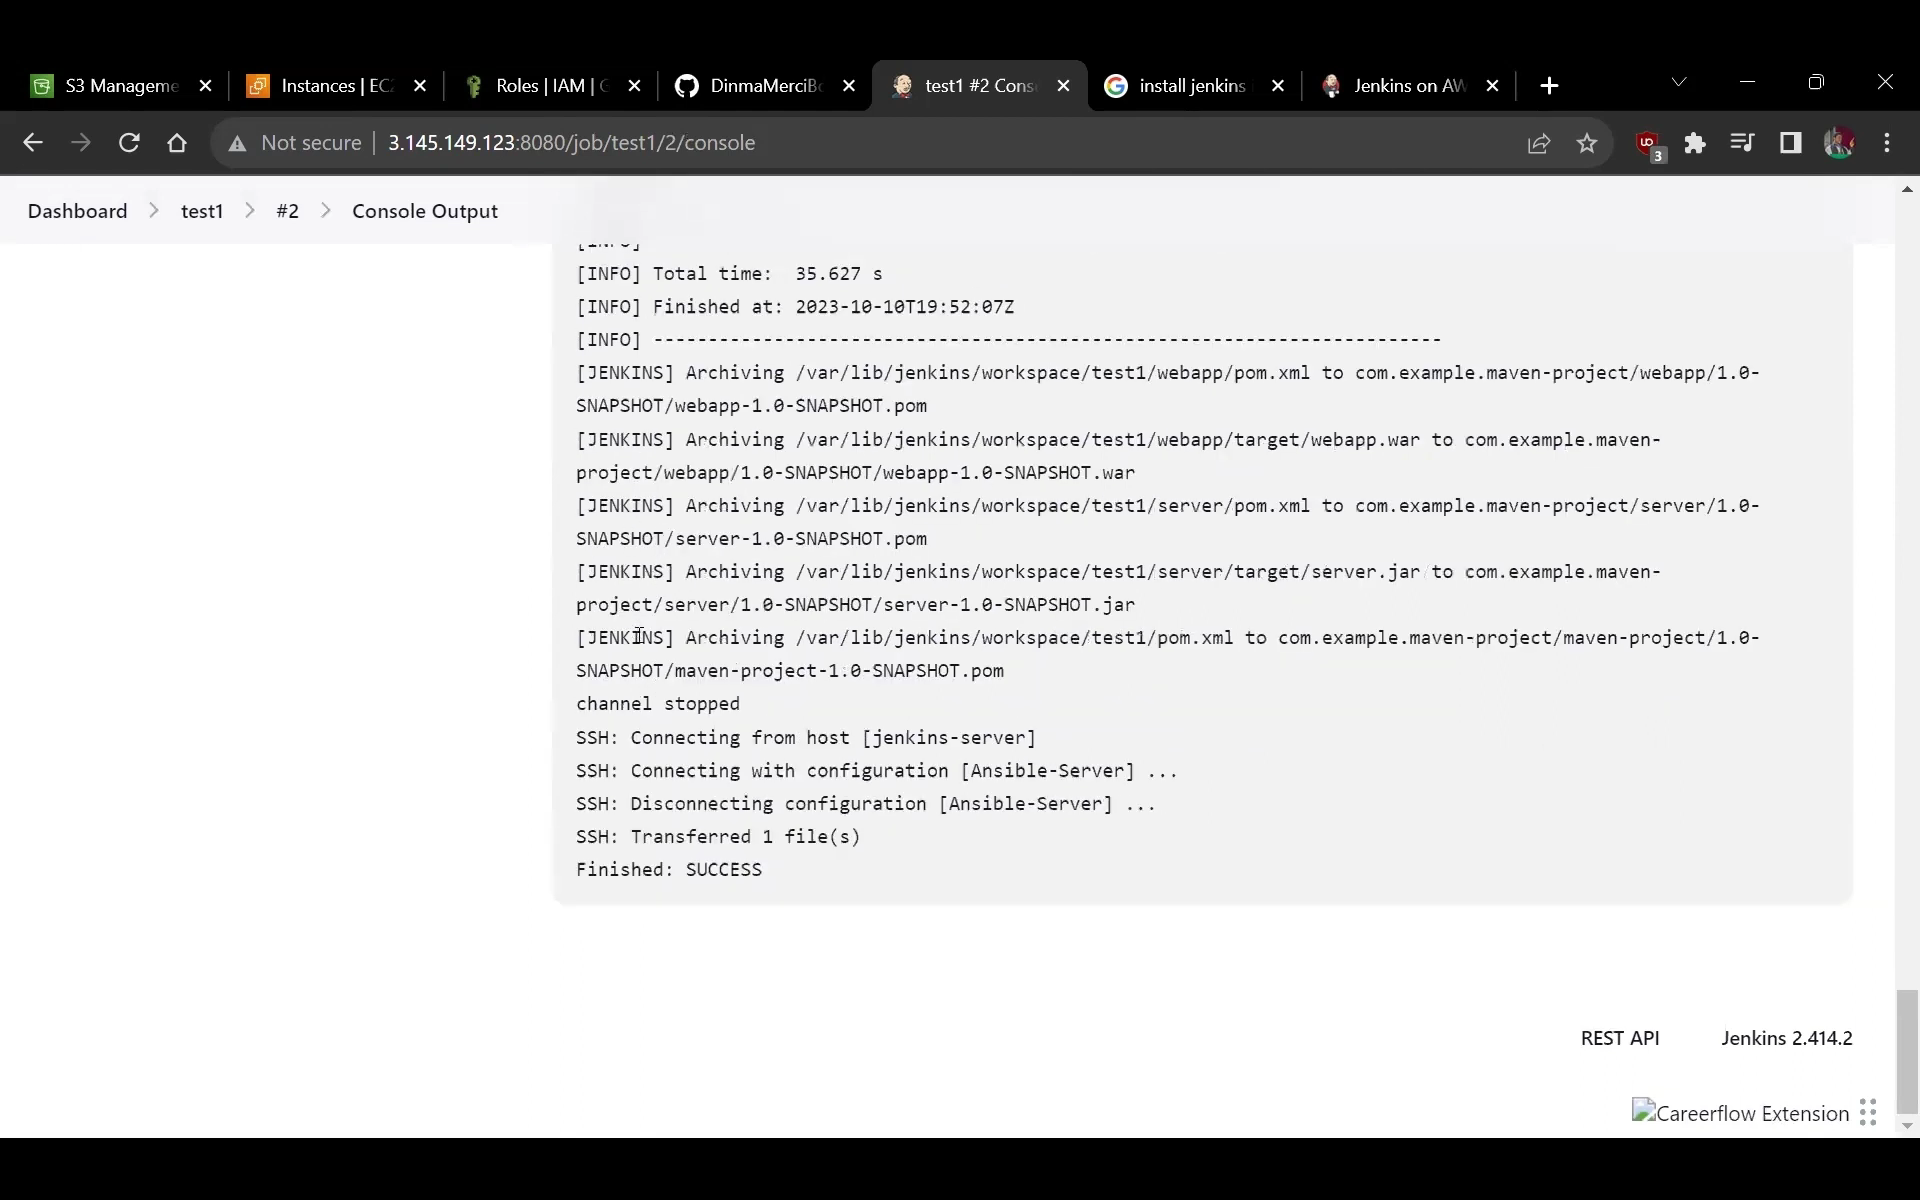 S3 Manageme
Instances | EC2
Roles | IAM | G
DinmaMerciBo
test1 #2 Cons
install jenkins
Jenkins on AW
Not secure
3.145.149.123:8080/job/test1/2/console
3
Dashboard
test1
#2
Console Output
[INFO]
[INFO] Total time:  35.627 s
[INFO] Finished at: 2023-10-10T19:52:07Z
[INFO] ------------------------------------------------------------------------
[JENKINS] Archiving /var/lib/jenkins/workspace/test1/webapp/pom.xml to com.example.maven-project/webapp/1.0-
SNAPSHOT/webapp-1.0-SNAPSHOT.pom
[JENKINS] Archiving /var/lib/jenkins/workspace/test1/webapp/target/webapp.war to com.example.maven-
project/webapp/1.0-SNAPSHOT/webapp-1.0-SNAPSHOT.war
[JENKINS] Archiving /var/lib/jenkins/workspace/test1/server/pom.xml to com.example.maven-project/server/1.0-
SNAPSHOT/server-1.0-SNAPSHOT.pom
[JENKINS] Archiving /var/lib/jenkins/workspace/test1/server/target/server.jar to com.example.maven-
project/server/1.0-SNAPSHOT/server-1.0-SNAPSHOT.jar
[JENKINS] Archiving /var/lib/jenkins/workspace/test1/pom.xml to com.example.maven-project/maven-project/1.0-
SNAPSHOT/maven-project-1.0-SNAPSHOT.pom
channel stopped
SSH: Connecting from host [jenkins-server]
SSH: Connecting with configuration [Ansible-Server] ...
SSH: Disconnecting configuration [Ansible-Server] ...
SSH: Transferred 1 file(s)
Finished: SUCCESS
REST API
Jenkins 2.414.2
Careerflow Extension